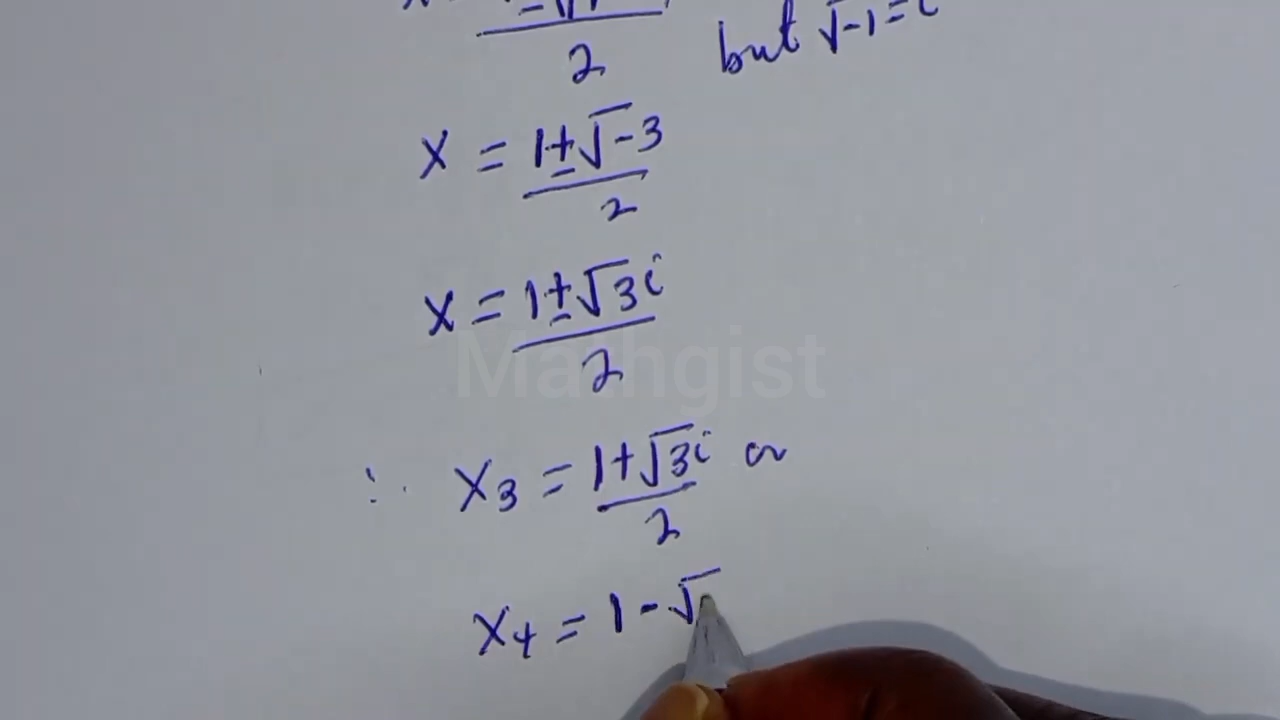 2 but √-1 = i
x = 1±√-3
2
x = 1±√3i
2
Mathgist
∴ x₃ = 1+√3i or
2
x₄ = 1-√